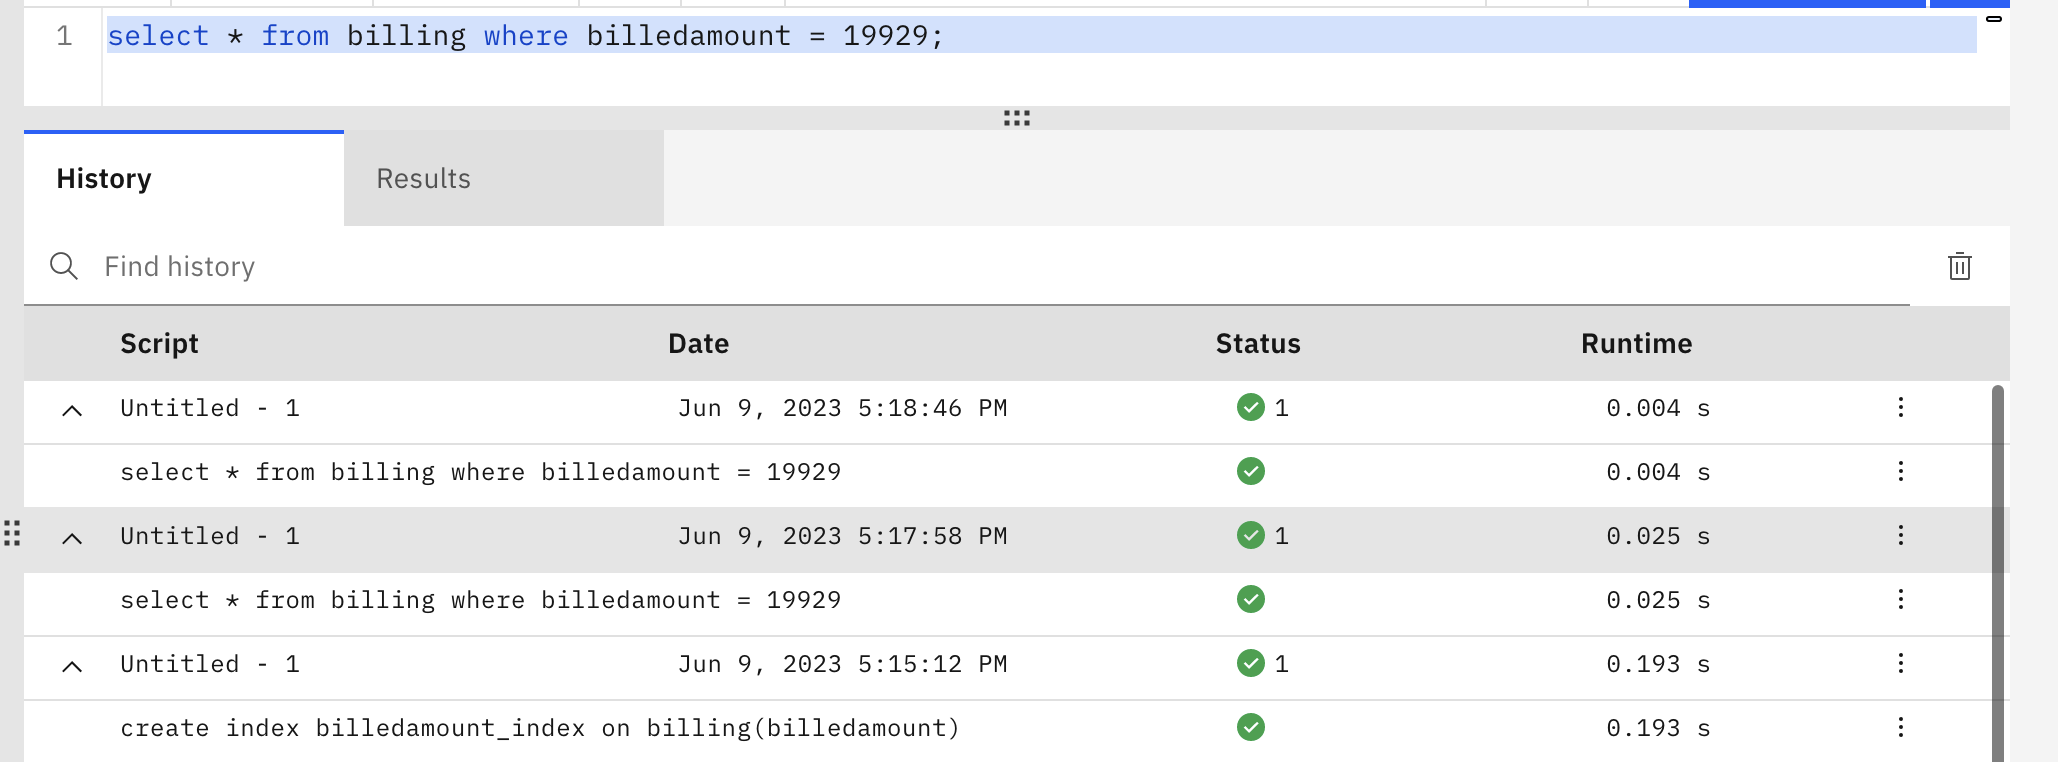 1 select * from billing where billedamount = 19929;
History Results
Find history
Script Date Status Runtime
Untitled - 1 Jun 9, 2023 5:18:46 PM 1 0.004 s
select * from billing where billedamount = 19929 0.004 s
Untitled - 1 Jun 9, 2023 5:17:58 PM 1 0.025 s
select * from billing where billedamount = 19929 0.025 s
Untitled - 1 Jun 9, 2023 5:15:12 PM 1 0.193 s
create index billedamount_index on billing(billedamount) 0.193 s